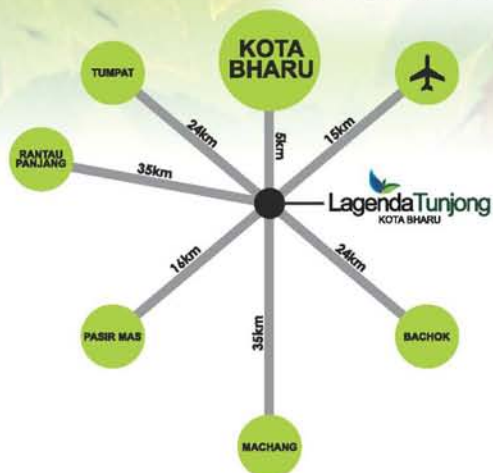 KOTA
BHARU
TUMPAT
24km
5km
15km
RANTAU
PANJANG
35km
LagendaTunjong
KOTA BHARU
16km
24km
35km
PASIR MAS
BACHOK
MACHANG